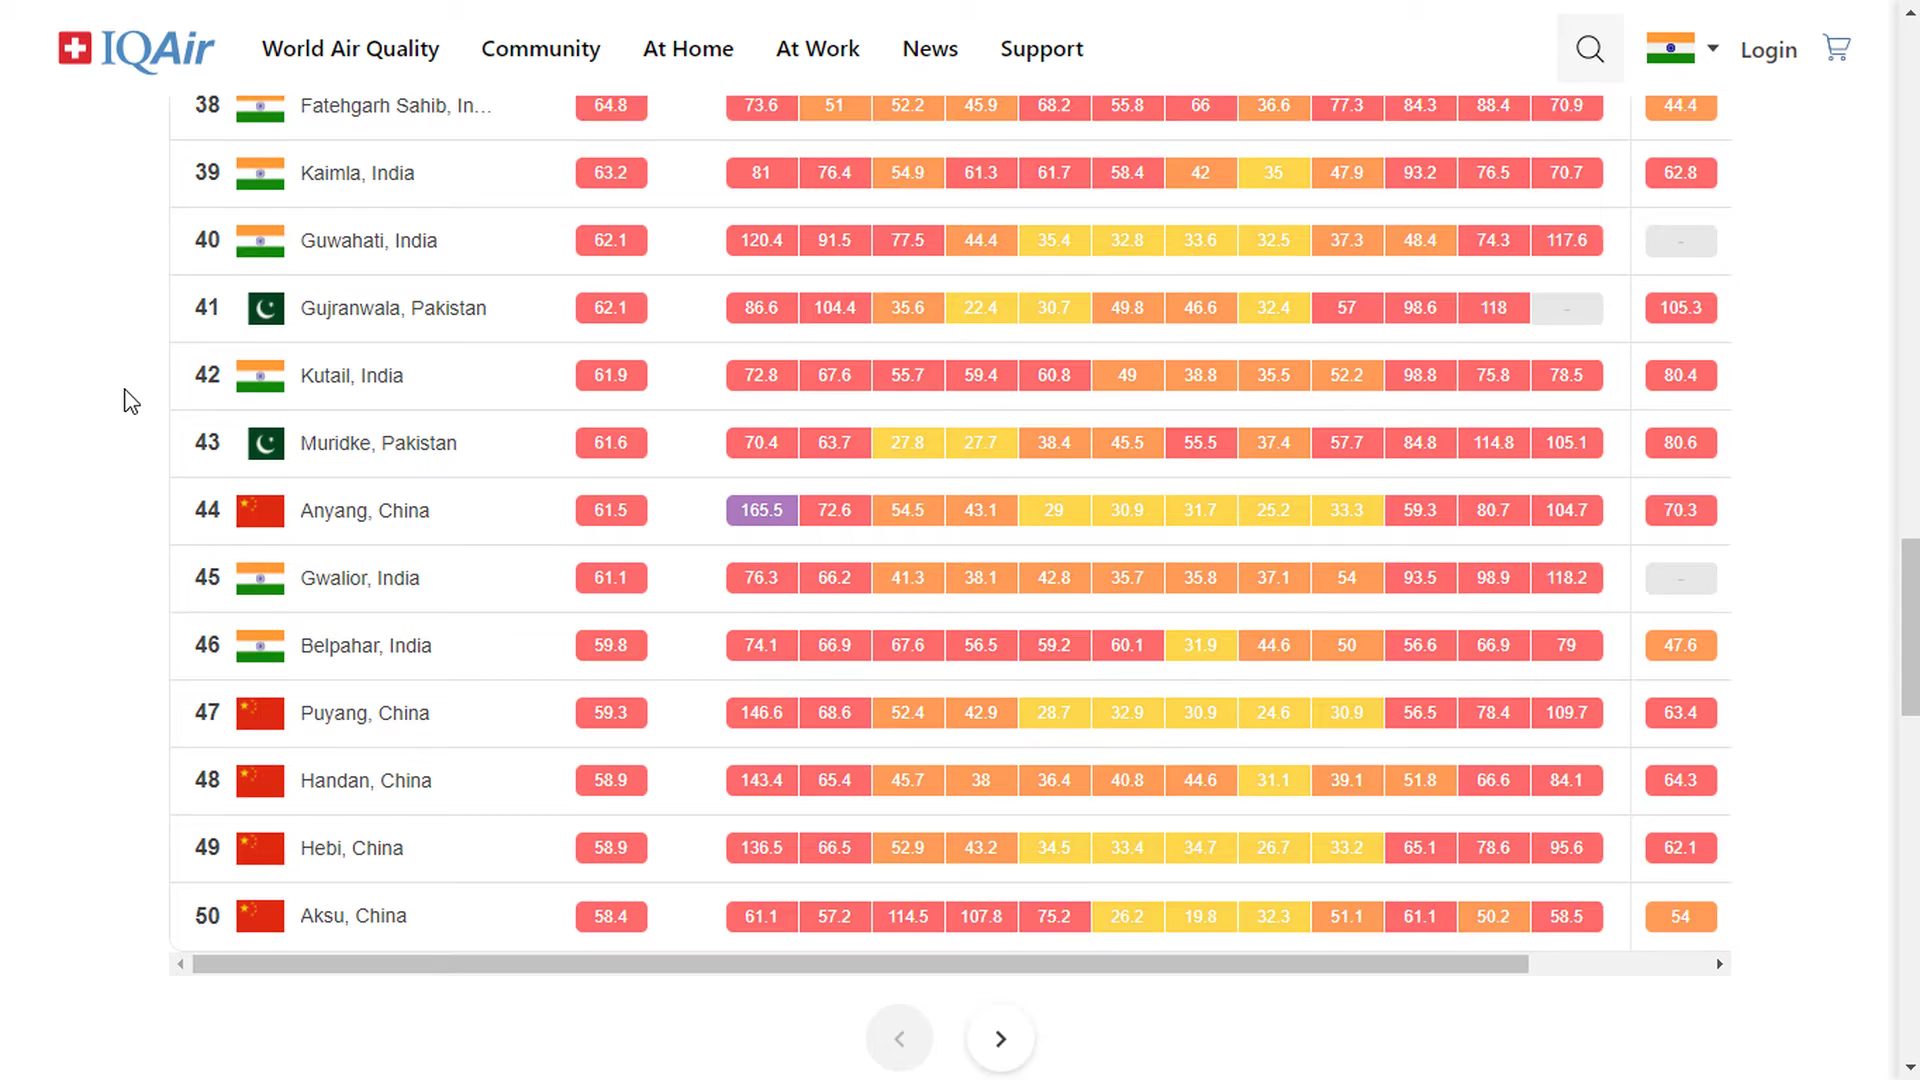 IQAir World Air Quality Community At Home At Work News Support Login
38 Fatehgarh Sahib, In... 64.8 73.6 51 52.2 45.9 68.2 55.8 66 36.6 77.3 84.3 88.4 70.9 44.4
39 Kaimla, India 63.2 81 76.4 54.9 61.3 61.7 58.4 42 35 47.9 93.2 76.5 70.7 62.8
40 Guwahati, India 62.1 120.4 91.5 77.5 44.4 35.4 32.8 33.6 32.5 37.3 48.4 74.3 117.6 -
41 Gujranwala, Pakistan 62.1 86.6 104.4 35.6 22.4 30.7 49.8 46.6 32.4 57 98.6 118 - 105.3
42 Kutail, India 61.9 72.8 67.6 55.7 59.4 60.8 49 38.8 35.5 52.2 98.8 75.8 78.5 80.4
43 Muridke, Pakistan 61.6 70.4 63.7 27.8 27.7 38.4 45.5 55.5 37.4 57.7 84.8 114.8 105.1 80.6
44 Anyang, China 61.5 165.5 72.6 54.5 43.1 29 30.9 31.7 25.2 33.3 59.3 80.7 104.7 70.3
45 Gwalior, India 61.1 76.3 66.2 41.3 38.1 42.8 35.7 35.8 37.1 54 93.5 98.9 118.2 -
46 Belpahar, India 59.8 74.1 66.9 67.6 56.5 59.2 60.1 31.9 44.6 50 56.6 66.9 79 47.6
47 Puyang, China 59.3 146.6 68.6 52.4 42.9 28.7 32.9 30.9 24.6 30.9 56.5 78.4 109.7 63.4
48 Handan, China 58.9 143.4 65.4 45.7 38 36.4 40.8 44.6 31.1 39.1 51.8 66.6 84.1 64.3
49 Hebi, China 58.9 136.5 66.5 52.9 43.2 34.5 33.4 34.7 26.7 33.2 65.1 78.6 95.6 62.1
50 Aksu, China 58.4 61.1 57.2 114.5 107.8 75.2 26.2 19.8 32.3 51.1 61.1 50.2 58.5 54